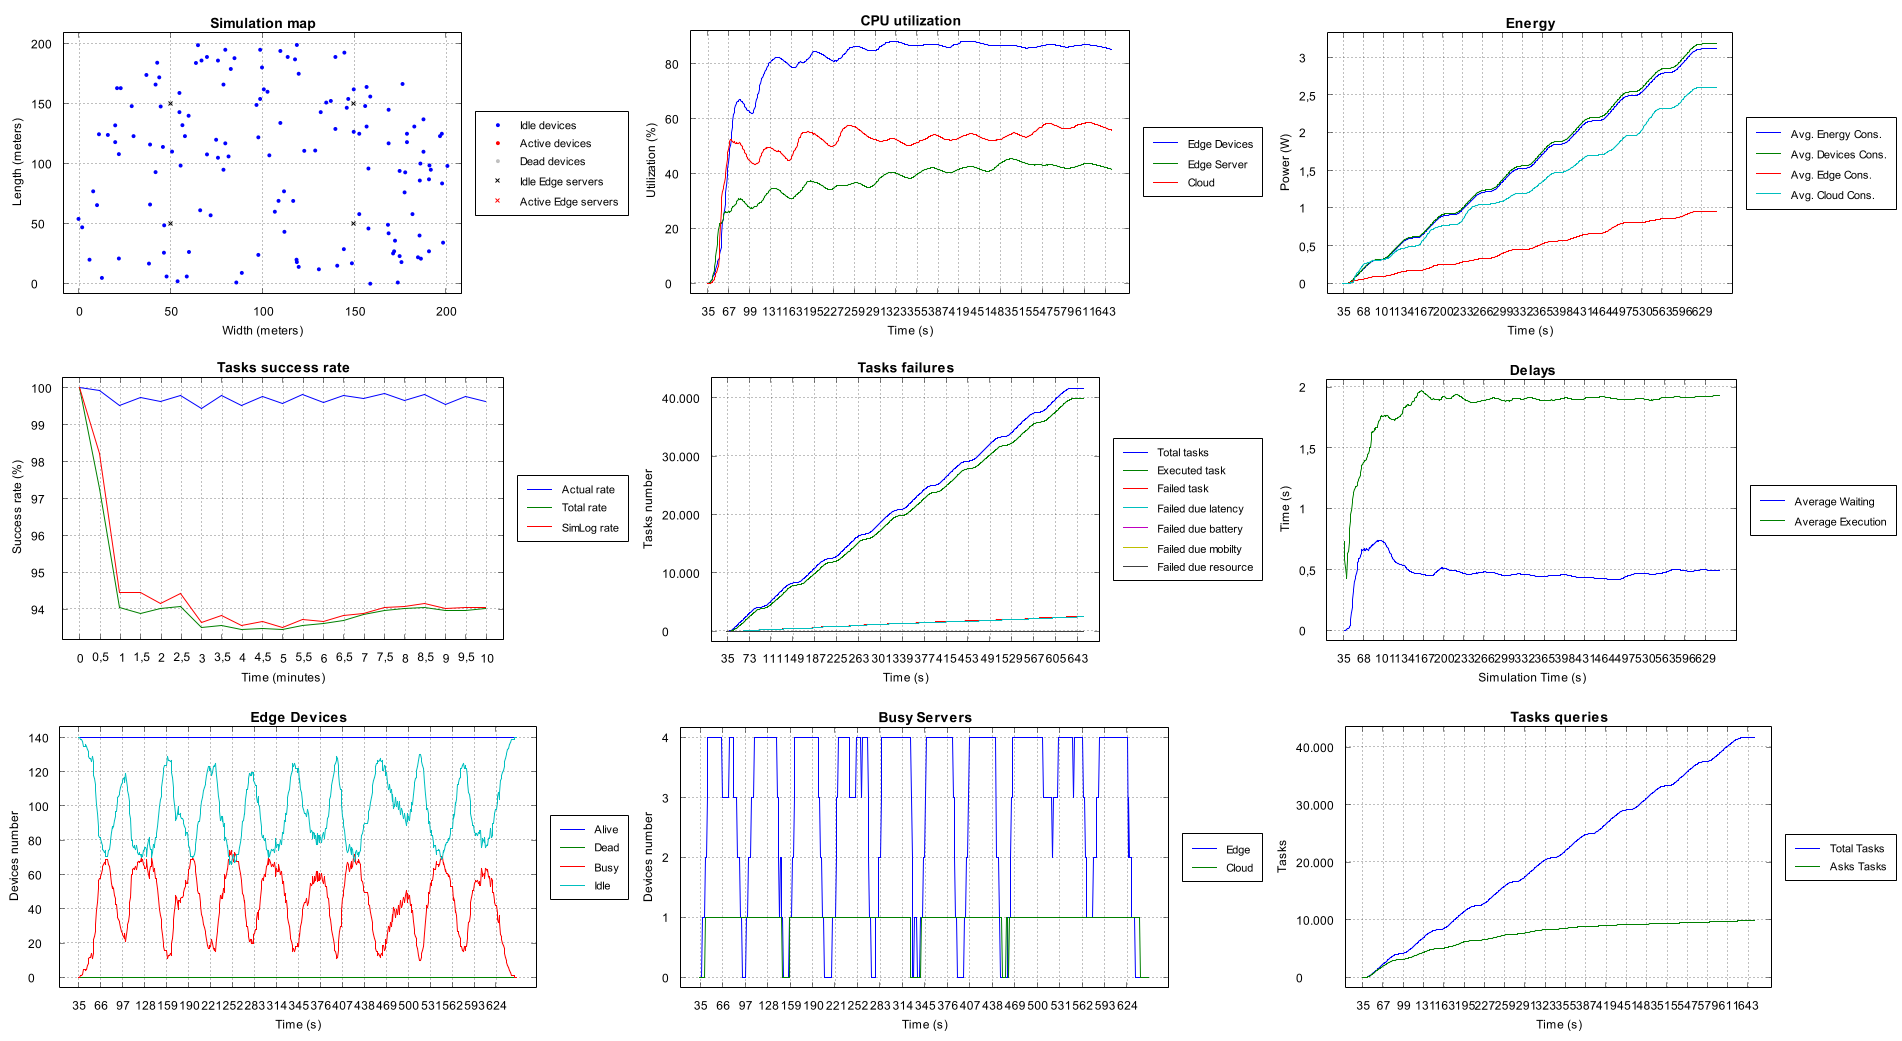 Simulation map
200
150
100
50
0
0 50 100 150 200
Length (meters)
Width (meters)
Idle devices
Active devices
Dead devices
Idle Edge servers
Active Edge servers
CPU utilization
80
60
40
20
0
Utilization (%)
Time (s)
Edge Devices
Edge Server
Cloud
Energy
3
2,5
2
1,5
1
0,5
0
Power (W)
Time (s)
Avg. Energy Cons.
Avg. Devices Cons.
Avg. Edge Cons.
Avg. Cloud Cons.
Tasks success rate
100
99
98
97
96
95
94
0 0,5 1 1,5 2 2,5 3 3,5 4 4,5 5 5,5 6 6,5 7 7,5 8 8,5 9 9,5 10
Success rate (%)
Time (minutes)
Actual rate
Total rate
SimLog rate
Tasks failures
40.000
30.000
20.000
10.000
0
Tasks number
Time (s)
Total tasks
Executed task
Failed task
Failed due latency
Failed due battery
Failed due mobilty
Failed due resource
Delays
2
1,5
1
0,5
0
Time (s)
Simulation Time (s)
Average Waiting
Average Execution
Edge Devices
140
120
100
80
60
40
20
0
Devices number
Time (s)
Alive
Dead
Busy
Idle
Busy Servers
4
3
2
1
0
Devices number
Time (s)
Edge
Cloud
Tasks queries
40.000
30.000
20.000
10.000
0
Tasks
Time (s)
Total Tasks
Asks Tasks